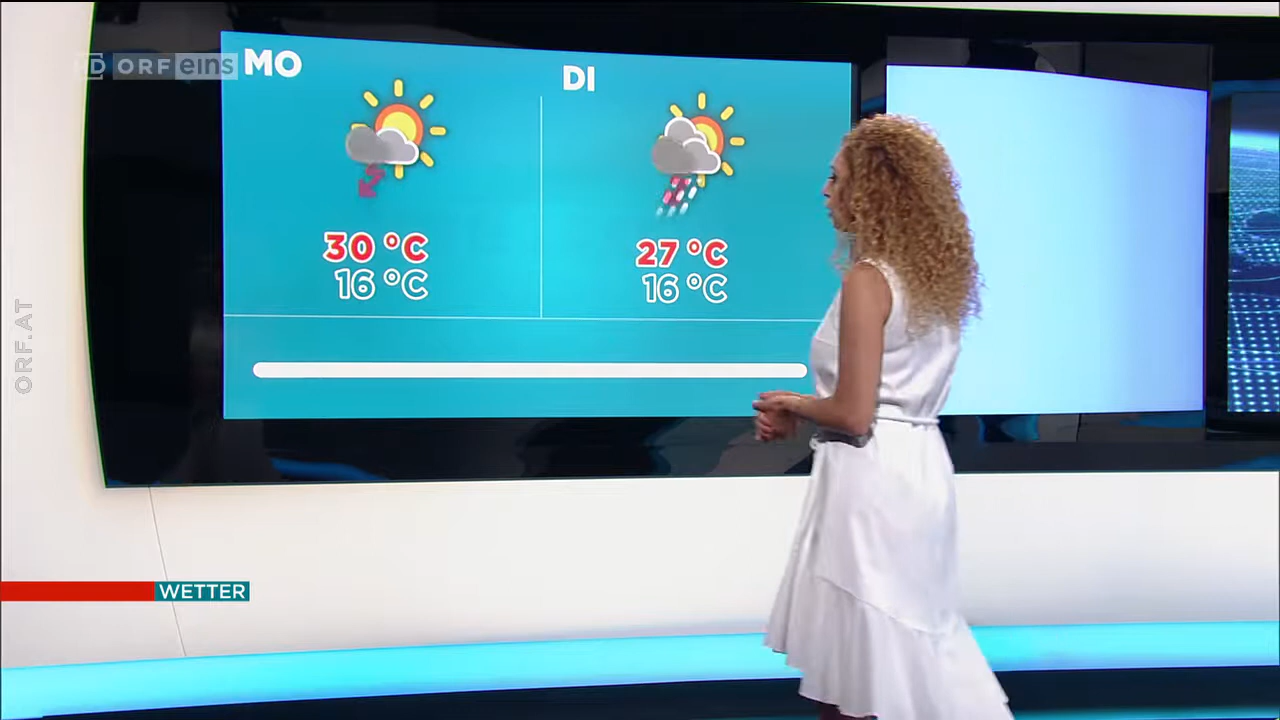 HD ORF eins
MO
DI
30 °C
16 °C
27 °C
16 °C
ORF.AT
WETTER